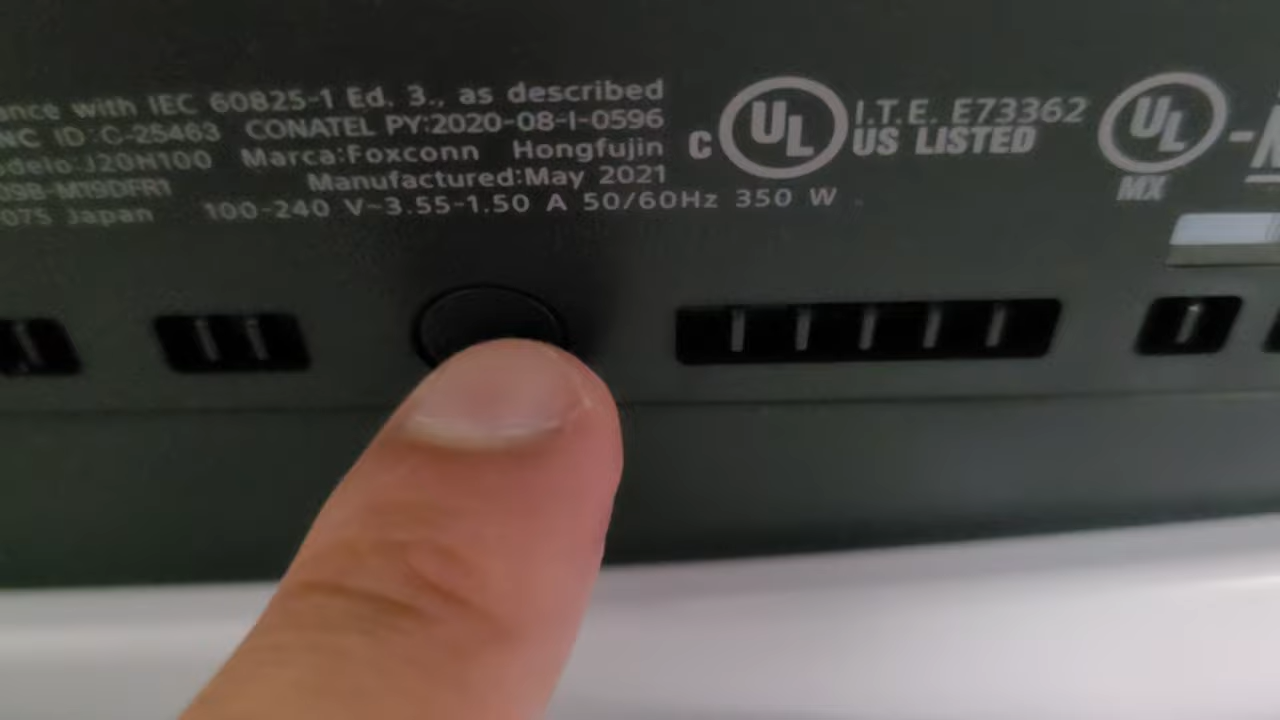 ance with IEC 60825-1 Ed. 3., as described
NC ID:C-25463 CONATEL PY:2020-08-I-0596
odelo:J20H100 Marca:Foxconn Hongfujin
09B-M19DFR1 Manufactured:May 2021
075 Japan 100-240 V~3.55-1.50 A 50/60Hz 350 W
C UL US LISTED
I.T.E. E73362
UL
MX